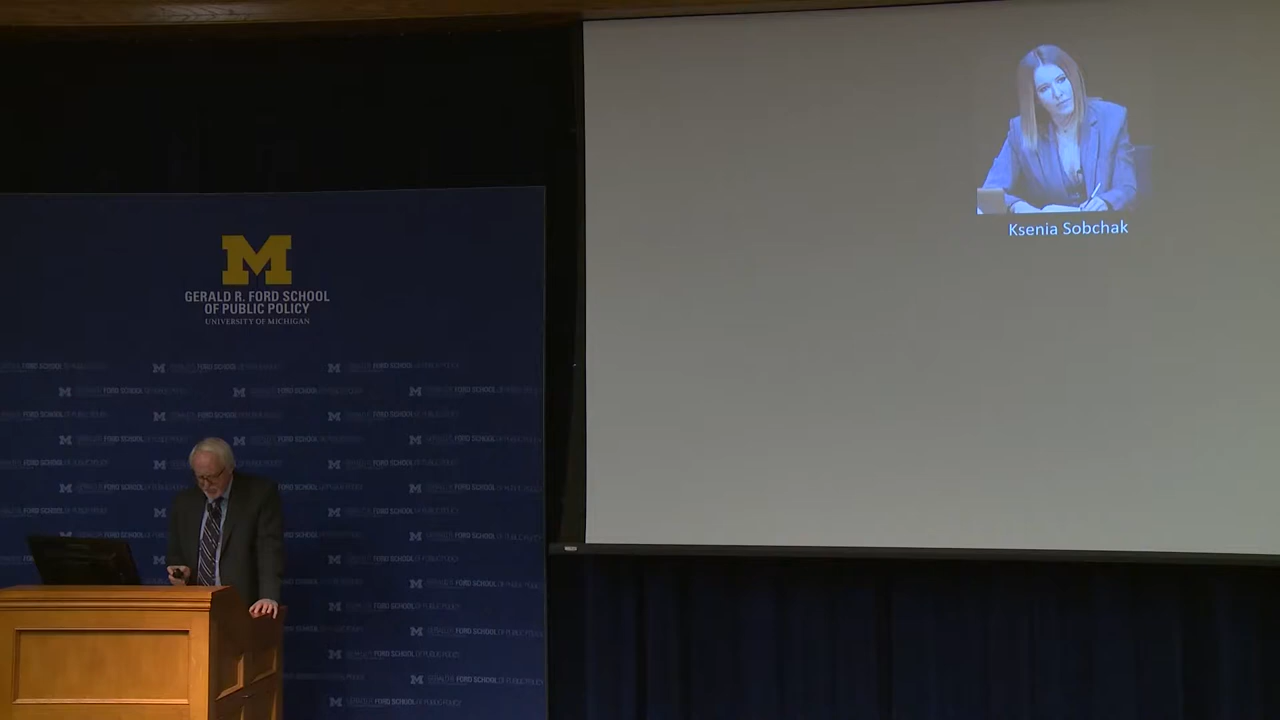 Ksenia Sobchak
M
GERALD R. FORD SCHOOL
OF PUBLIC POLICY
UNIVERSITY OF MICHIGAN